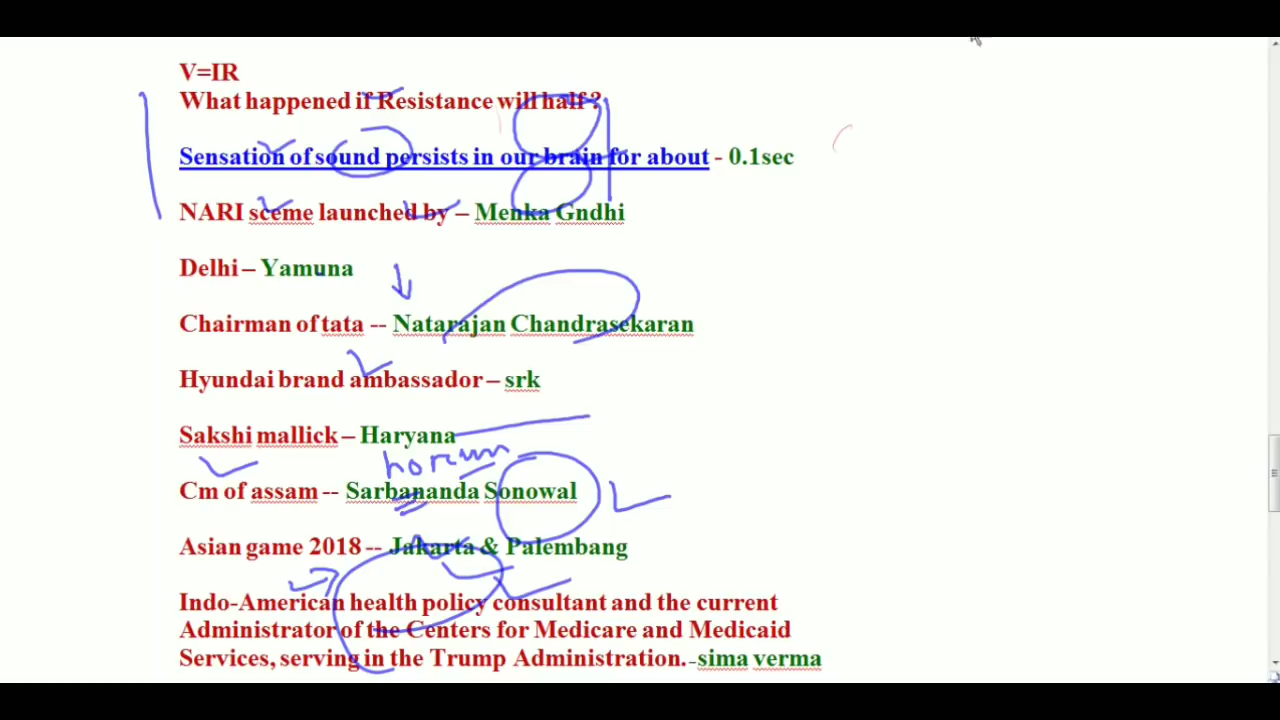 V=IR
What happened if Resistance will half ?
Sensation of sound persists in our brain for about - 0.1sec
NARI sceme launched by – Menka Gndhi
Delhi – Yamuna
Chairman of tata -- Natarajan Chandrasekaran
Hyundai brand ambassador – srk
Sakshi mallick – Haryana
Cm of assam -- Sarbananda Sonowal
Asian game 2018 -- Jakarta & Palembang
Indo-American health policy consultant and the current
Administrator of the Centers for Medicare and Medicaid
Services, serving in the Trump Administration. - sima verma